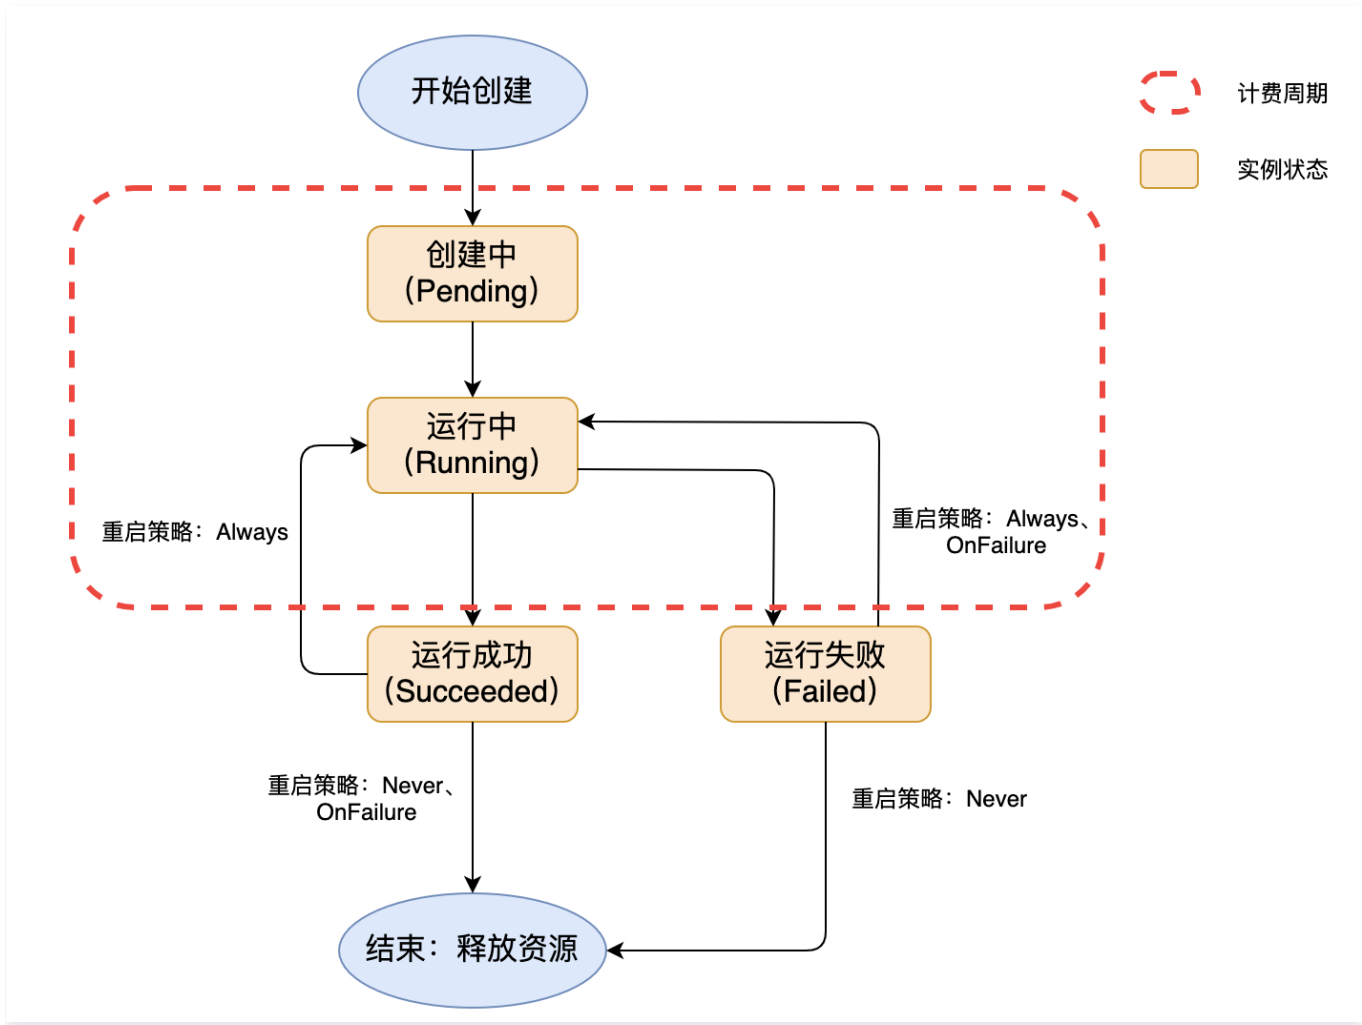 开始创建
计费周期
实例状态
创建中
（Pending）
运行中
（Running）
重启策略：Always
重启策略：Always、
OnFailure
运行成功
（Succeeded）
运行失败
（Failed）
重启策略：Never、
OnFailure
重启策略：Never
结束：释放资源